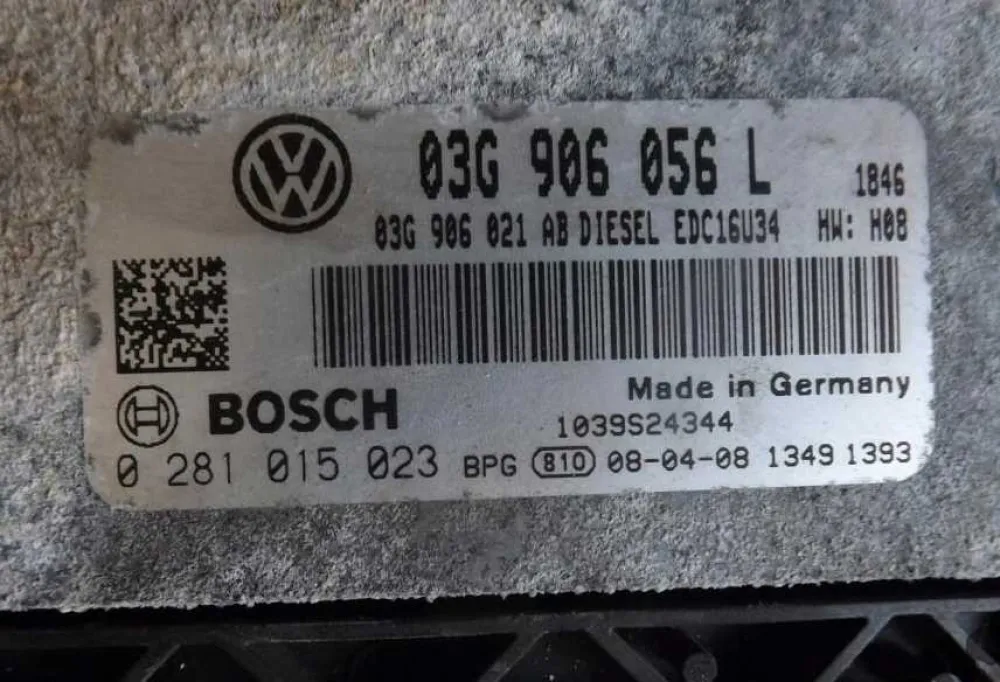 03G 906 056 L 1846
03G 906 021 AB DIESEL EDC16U34 HW: H08
Made in Germany
BOSCH
1039S24344
0 281 015 023 BPG 810 08-04-08 1349 1393